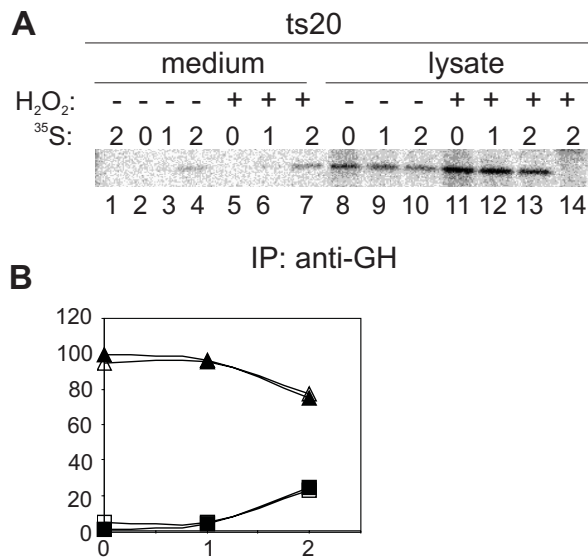 A
ts20
medium lysate
H2O2: - - - - + + + - - - + + + +
35S: 2 0 1 2 0 1 2 0 1 2 0 1 2 2
1 2 3 4 5 6 7 8 9 10 11 12 13 14
IP: anti-GH
B
120
100
80
60
40
20
0
0 1 2